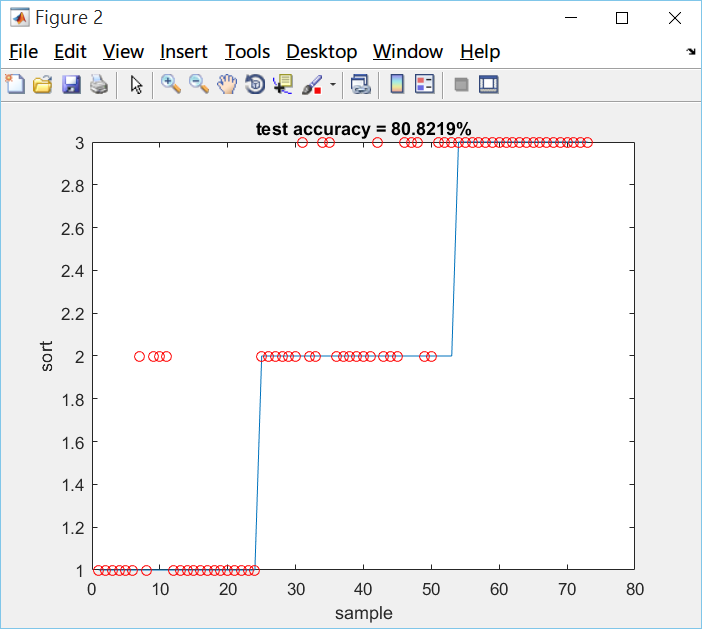 Figure 2
File Edit View Insert Tools Desktop Window Help
test accuracy = 80.8219%
3
2.8
2.6
2.4
2.2
2
1.8
1.6
1.4
1.2
1
sort
0 10 20 30 40 50 60 70 80
sample